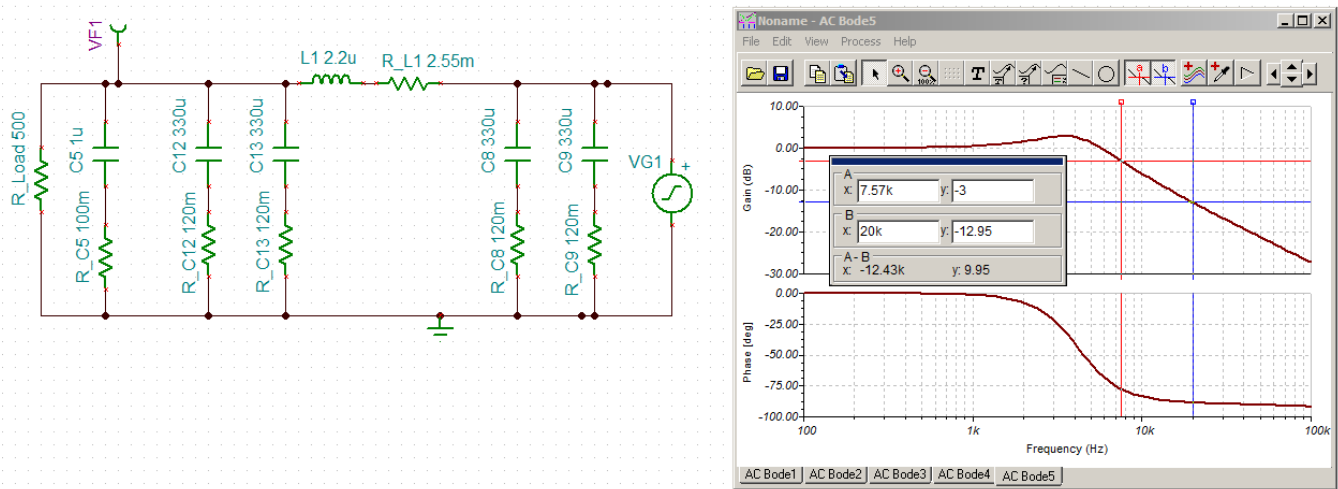 VF1
L1 2.2u
R_L1 2.55m
R_Load 500
C5 1u
R_C5 100m
C12 330u
R_C12 120m
C13 330u
R_C13 120m
C8 330u
R_C8 120m
C9 330u
R_C9 120m
VG1
+
Noname - AC Bode5
File Edit View Process Help
100%
T
a
b
10.00
0.00
-10.00
-20.00
-30.00
Gain (dB)
A
x: 7.57k y: -3
B
x: 20k y: -12.95
A - B
x: -12.43k y: 9.95
0.00
-25.00
-50.00
-75.00
-100.00
Phase [deg]
100 1k 10k 100k
Frequency (Hz)
AC Bode1 AC Bode2 AC Bode3 AC Bode4 AC Bode5